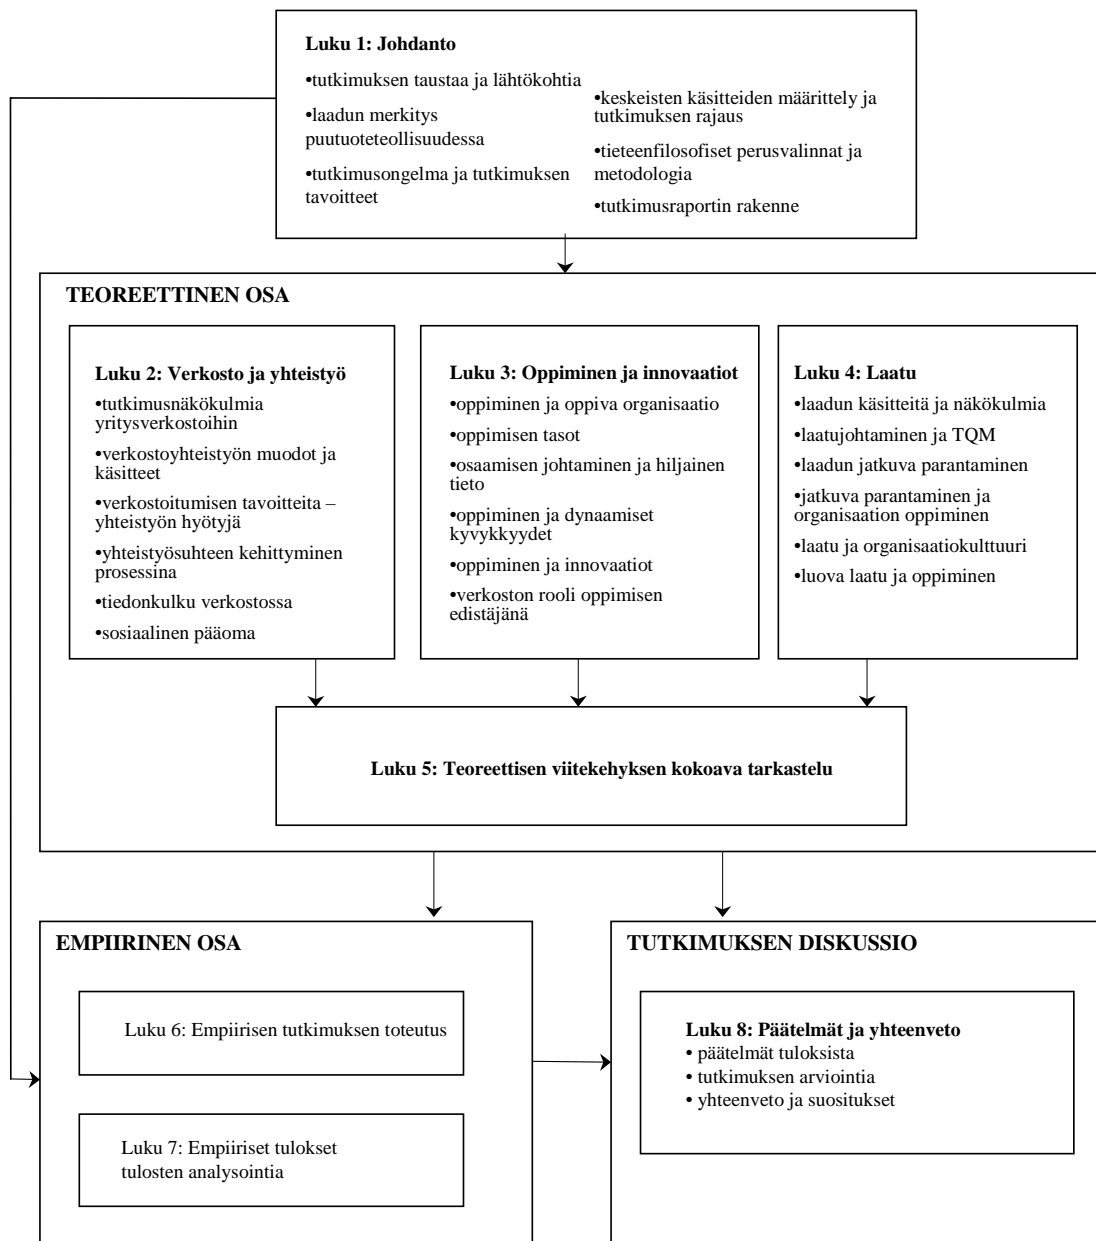 Luku 1: Johdanto
•tutkimuksen taustaa ja lähtökohtia
•laadun merkitys
puutuoteteollisuudessa
•tutkimusongelma ja tutkimuksen
tavoitteet
•keskeisten käsitteiden määrittely ja
tutkimuksen rajaus
•tieteenfilosofiset perusvalinnat ja
metodologia
•tutkimusraportin rakenne
TEOREETTINEN OSA
Luku 2: Verkosto ja yhteistyö
•tutkimusnäkökulmia
yritysverkostoihin
•verkostoyhteistyön muodot ja
käsitteet
•verkostoitumisen tavoitteita –
yhteistyön hyötyjä
•yhteistyösuhteen kehittyminen
prosessina
•tiedonkulku verkostossa
•sosiaalinen pääoma
Luku 3: Oppiminen ja innovaatiot
•oppiminen ja oppiva organisaatio
•oppimisen tasot
•osaamisen johtaminen ja hiljainen
tieto
•oppiminen ja dynaamiset
kyvykkyydet
•oppiminen ja innovaatiot
•verkoston rooli oppimisen
edistäjänä
Luku 4: Laatu
•laadun käsitteitä ja näkökulmia
•laatujohtaminen ja TQM
•laadun jatkuva parantaminen
•jatkuva parantaminen ja
organisaation oppiminen
•laatu ja organisaatiokulttuuri
•luova laatu ja oppiminen
Luku 5: Teoreettisen viitekehyksen kokoava tarkastelu
EMPIIRINEN OSA
Luku 6: Empiirisen tutkimuksen toteutus
Luku 7: Empiiriset tulokset
tulosten analysointia
TUTKIMUKSEN DISKUSSIO
Luku 8: Päätelmät ja yhteenveto
• päätelmät tuloksista
• tutkimuksen arviointia
• yhteenveto ja suositukset